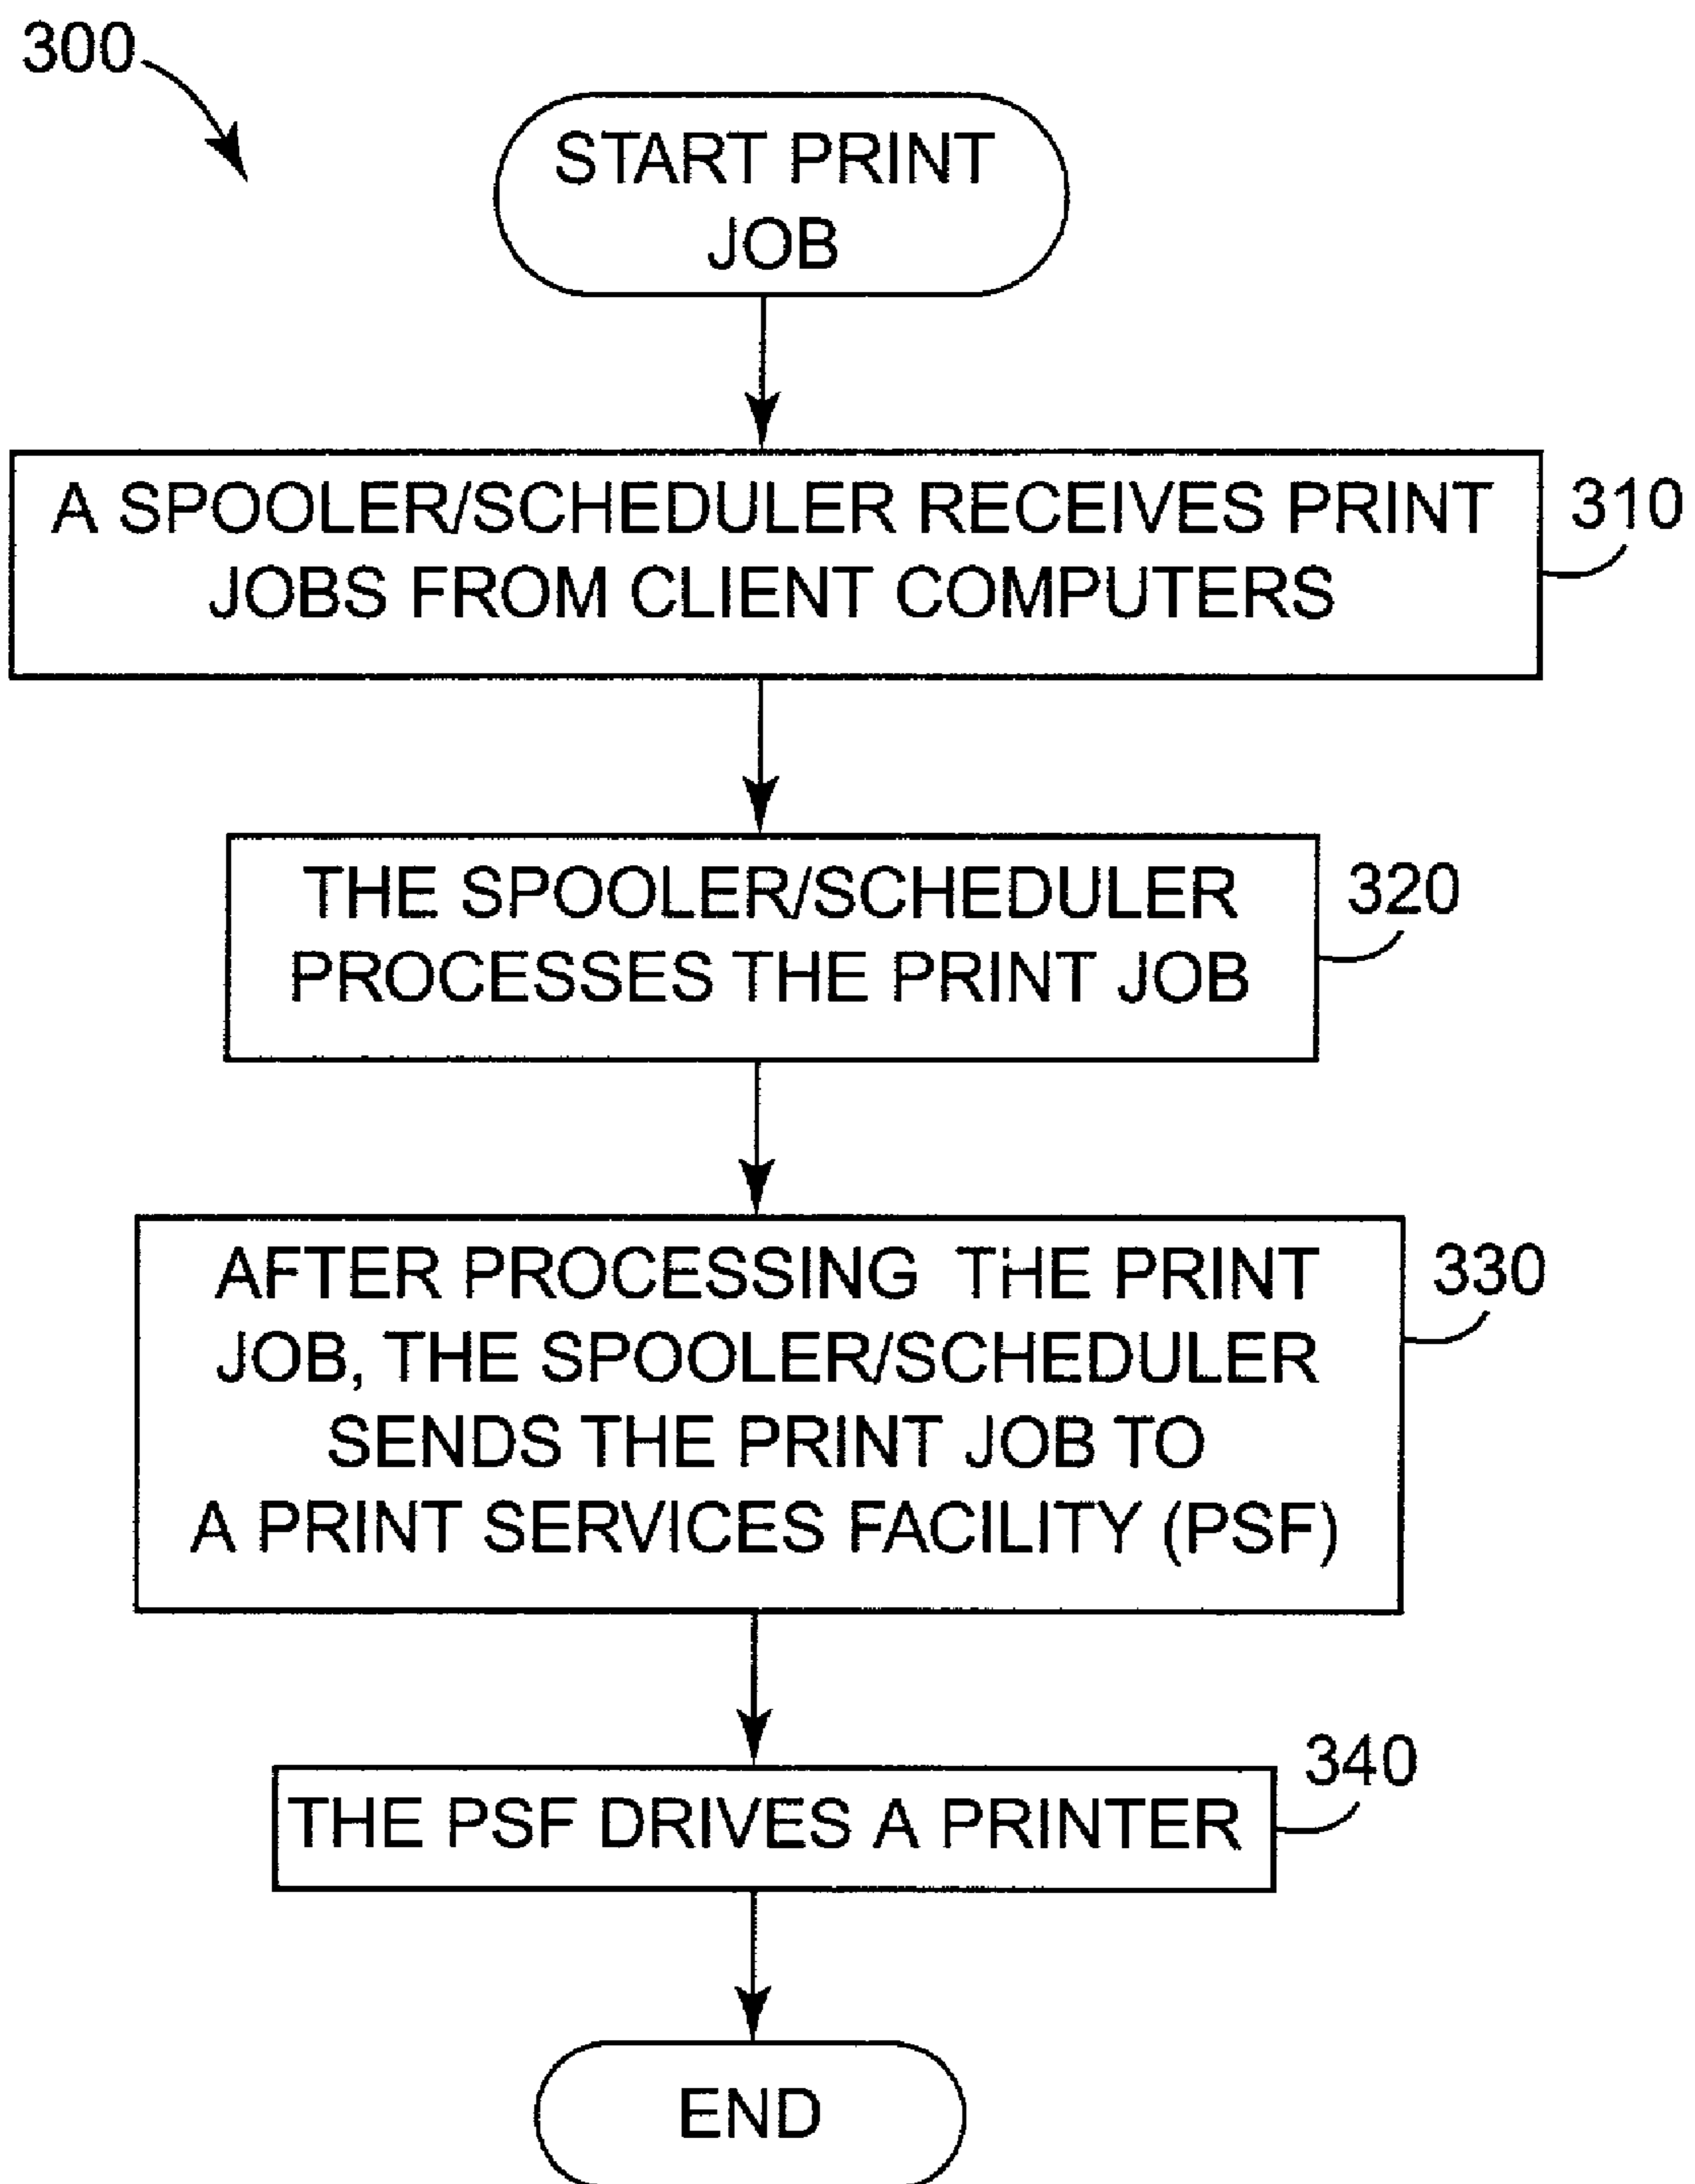 300
START PRINT
JOB
A SPOOLER/SCHEDULER RECEIVES PRINT
JOBS FROM CLIENT COMPUTERS
310
THE SPOOLER/SCHEDULER
PROCESSES THE PRINT JOB
320
AFTER PROCESSING THE PRINT
JOB, THE SPOOLER/SCHEDULER
SENDS THE PRINT JOB TO
A PRINT SERVICES FACILITY (PSF)
330
THE PSF DRIVES A PRINTER
340
END